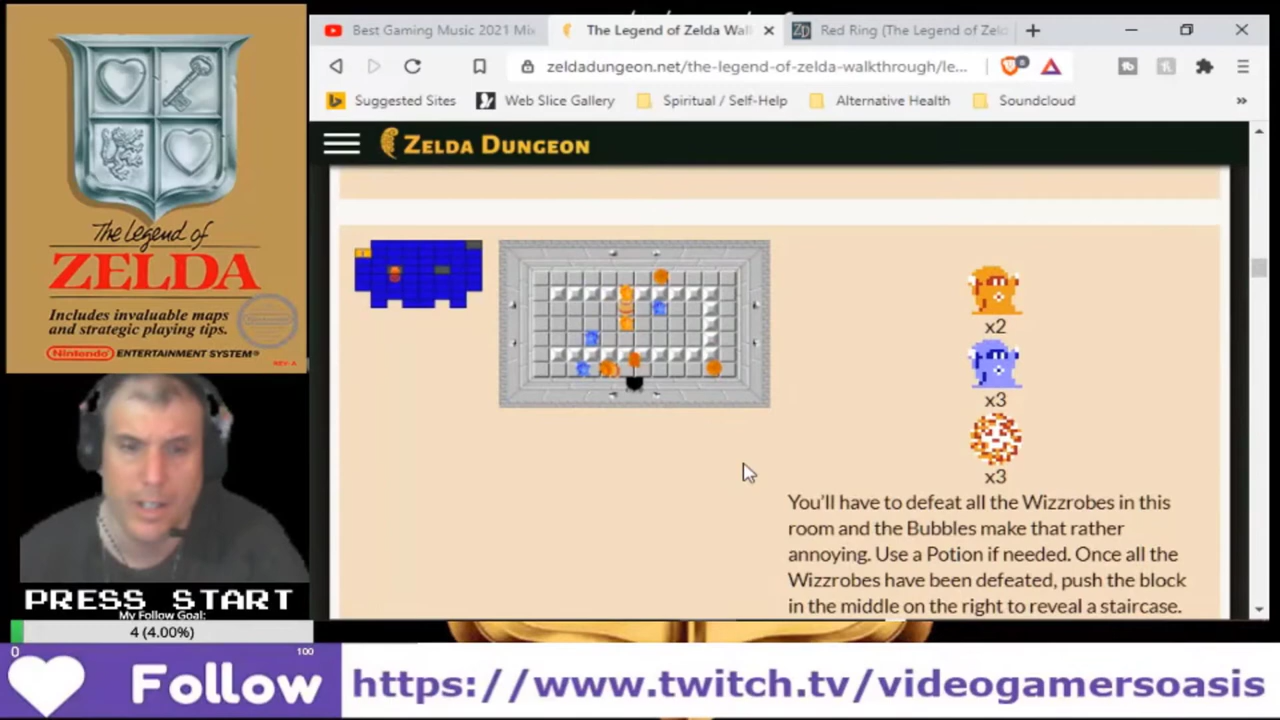 The Legend of
ZELDA
Includes invaluable maps
and strategic playing tips.
Nintendo ENTERTAINMENT SYSTEM
REV-A
PRESS START
My Follow Goal:
4 (4.00%)
0 100
Follow https://www.twitch.tv/videogamersoasis
Best Gaming Music 2021 Mix
The Legend of Zelda Wal
Red Ring (The Legend of Zeld
zeldadungeon.net/the-legend-of-zelda-walkthrough/le...
Suggested Sites Web Slice Gallery Spiritual / Self-Help Alternative Health Soundcloud »
ZELDA DUNGEON
x2
x3
x3
You'll have to defeat all the Wizzrobes in this
room and the Bubbles make that rather
annoying. Use a Potion if needed. Once all the
Wizzrobes have been defeated, push the block
in the middle on the right to reveal a staircase.